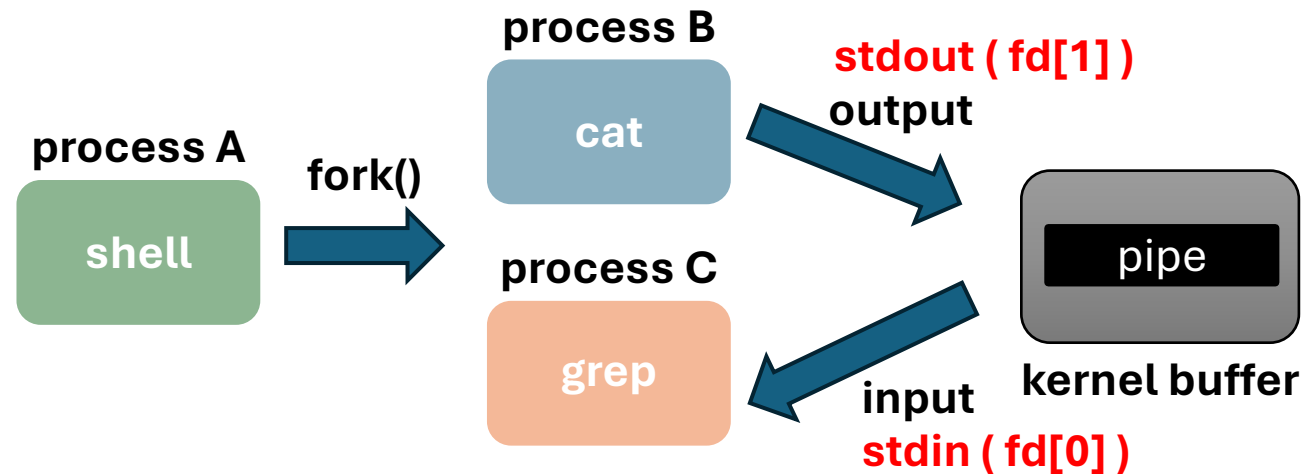 process A
shell
fork()
process B
cat
process C
grep
stdout ( fd[1] )
output
pipe
kernel buffer
input
stdin ( fd[0] )